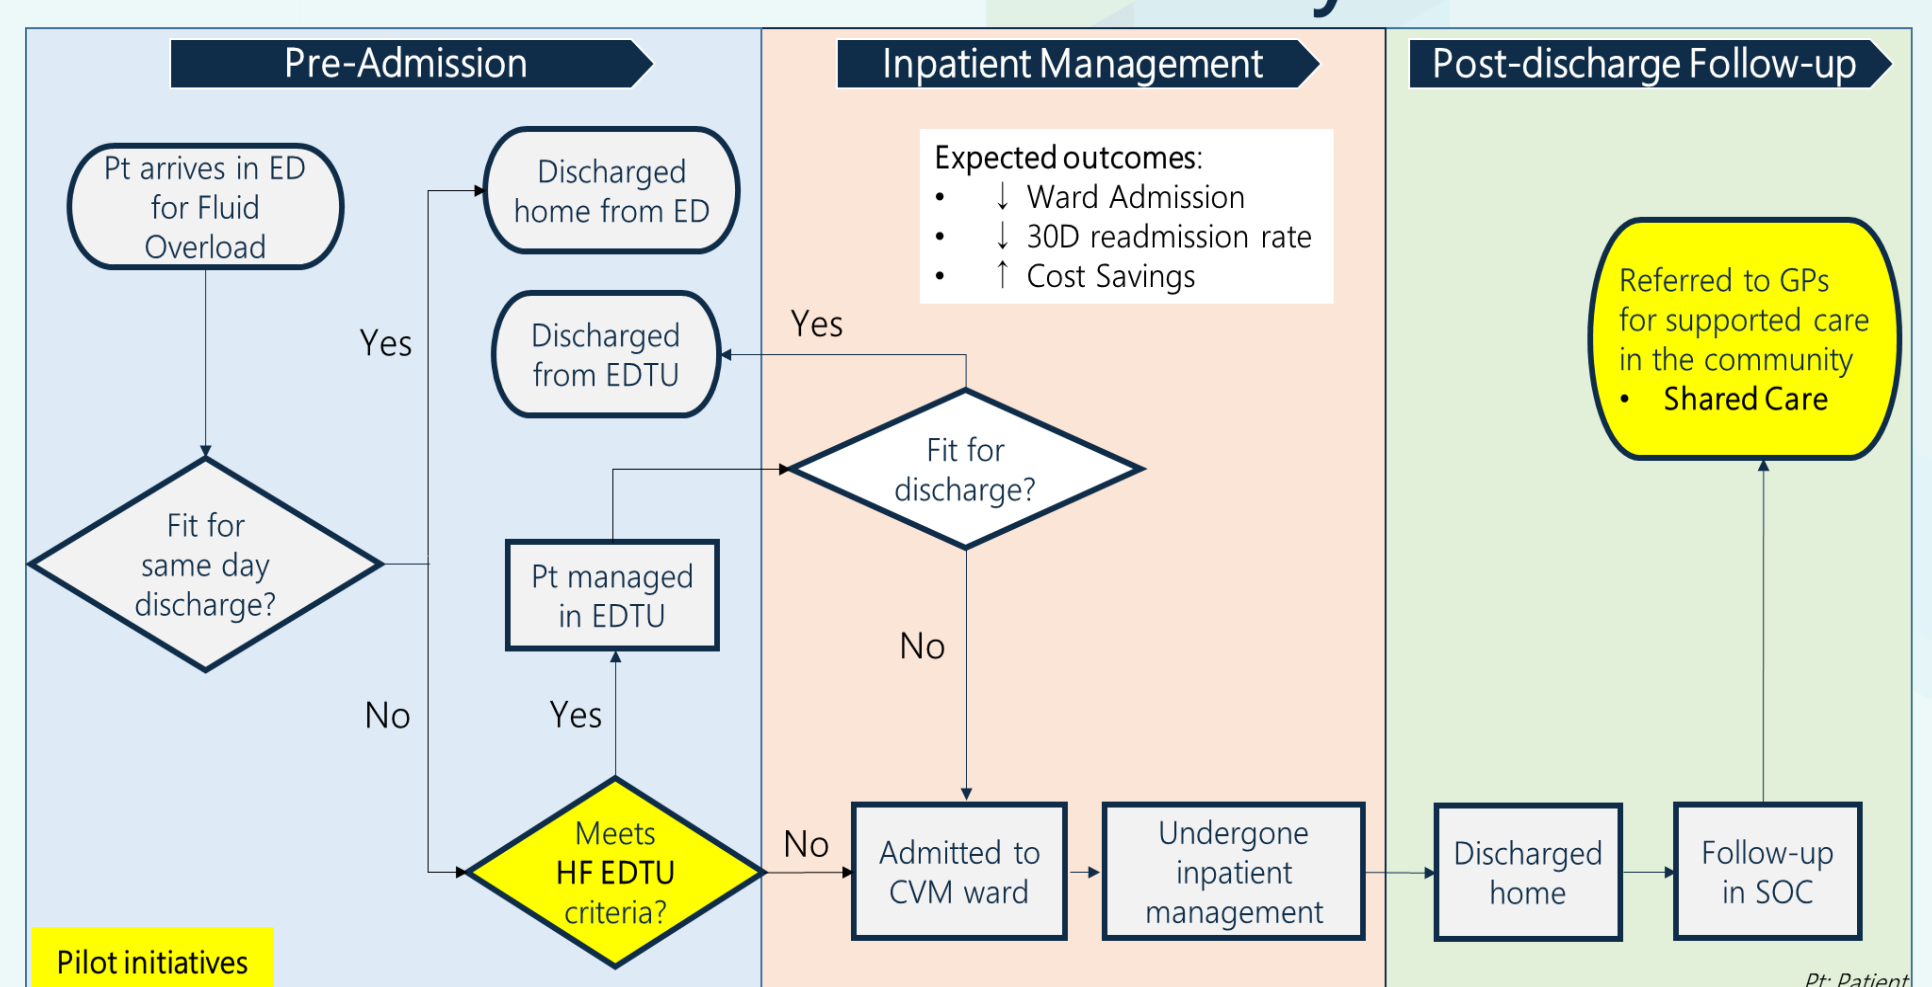 Pre-Admission
Inpatient Management
Post-discharge Follow-up
Pt arrives in ED
for Fluid
Overload
Discharged
home from ED
Expected outcomes:
• ↓ Ward Admission
• ↓ 30D readmission rate
• ↑ Cost Savings
Referred to GPs
for supported care
in the community
• Shared Care
Yes
Discharged
from EDTU
Yes
Fit for
discharge?
Fit for
same day
discharge?
Pt managed
in EDTU
No
No
Yes
Meets
HF EDTU
criteria?
No
Admitted to
CVM ward
Undergone
inpatient
management
Discharged
home
Follow-up
in SOC
Pilot initiatives
Pt: Patient